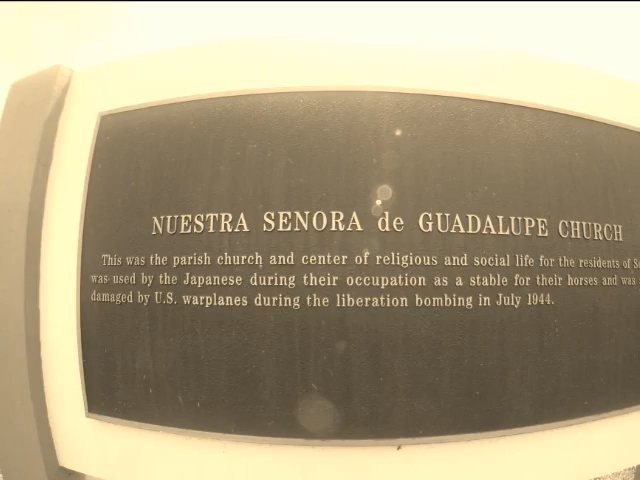 NUESTRA SENORA de GUADALUPE CHURCH
This was the parish church and center of religious and social life for the residents of
was used by the Japanese during their occupation as a stable for their horses and was
damaged by U.S. warplanes during the liberation bombing in July 1944.